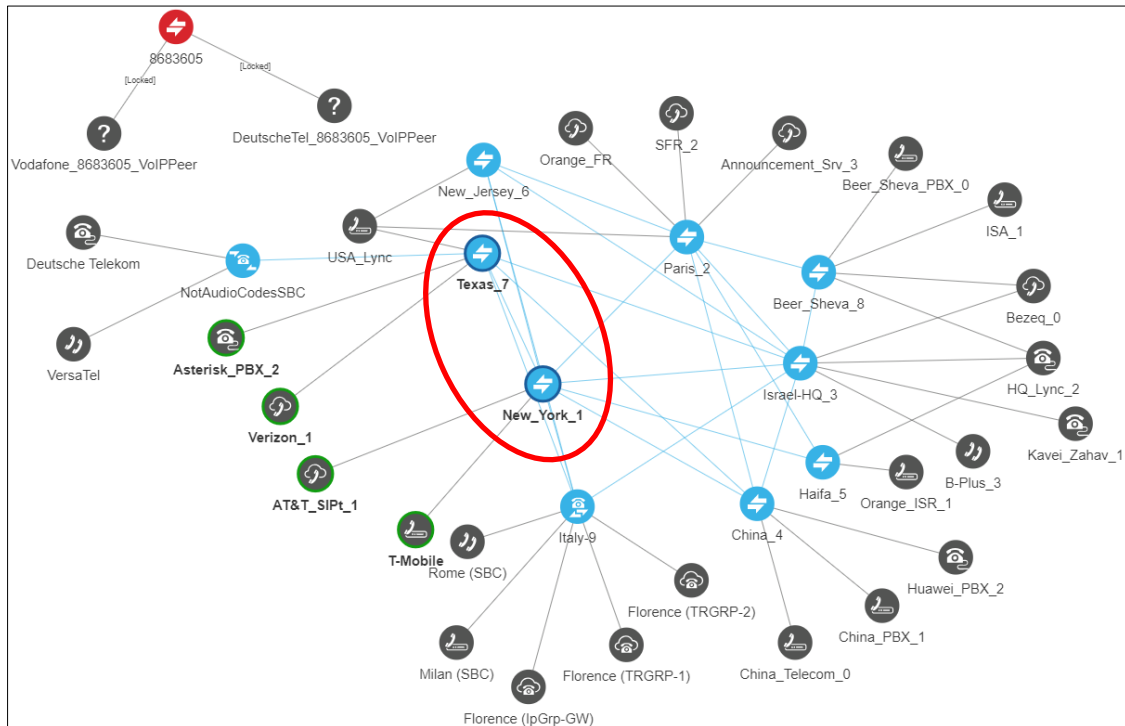 8683605
[Locked]
[Locked]
DeutscheTel_8683605_VoIPPeer
Vodafone_8683605_VoIPPeer
Orange_FR
SFR_2
Announcement_Srv_3
Beer_Sheva_PBX_0
New_Jersey_6
ISA_1
Deutsche Telekom
USA_Lync
Paris_2
NotAudioCodesSBC
Texas_7
Beer_Sheva_8
Bezeq_0
VersaTel
Asterisk_PBX_2
Israel-HQ_3
HQ_Lync_2
Verizon_1
New_York_1
Kavei_Zahav_1
B-Plus_3
Haifa_5
Orange_ISR_1
AT&T_SIPt_1
China_4
Italy-9
T-Mobile
Rome (SBC)
Huawei_PBX_2
Florence (TRGRP-2)
China_PBX_1
Milan (SBC)
Florence (TRGRP-1)
China_Telecom_0
Florence (IpGrp-GW)